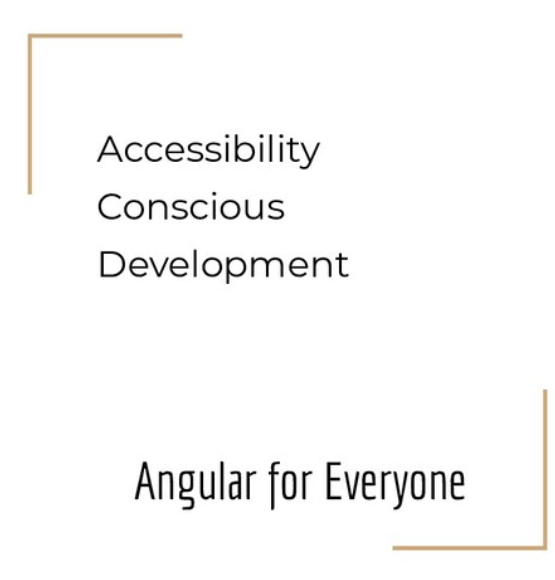 Accessibility
Conscious
Development
Angular for Everyone